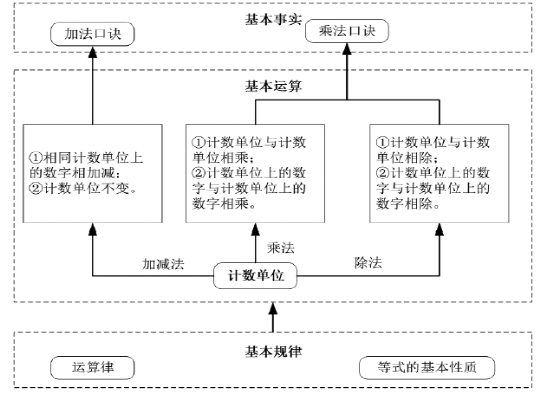 基本事实
加法口诀
乘法口诀
基本运算
①相同计数单位上
的数字相加减；
②计数单位不变。
①计数单位与计数
单位相乘；
②计数单位上的数
字与计数单位上的
数字相乘。
①计数单位与计数
单位相除；
②计数单位上的数
字与计数单位上的
数字相除。
加减法
乘法
除法
计数单位
基本规律
运算律
等式的基本性质